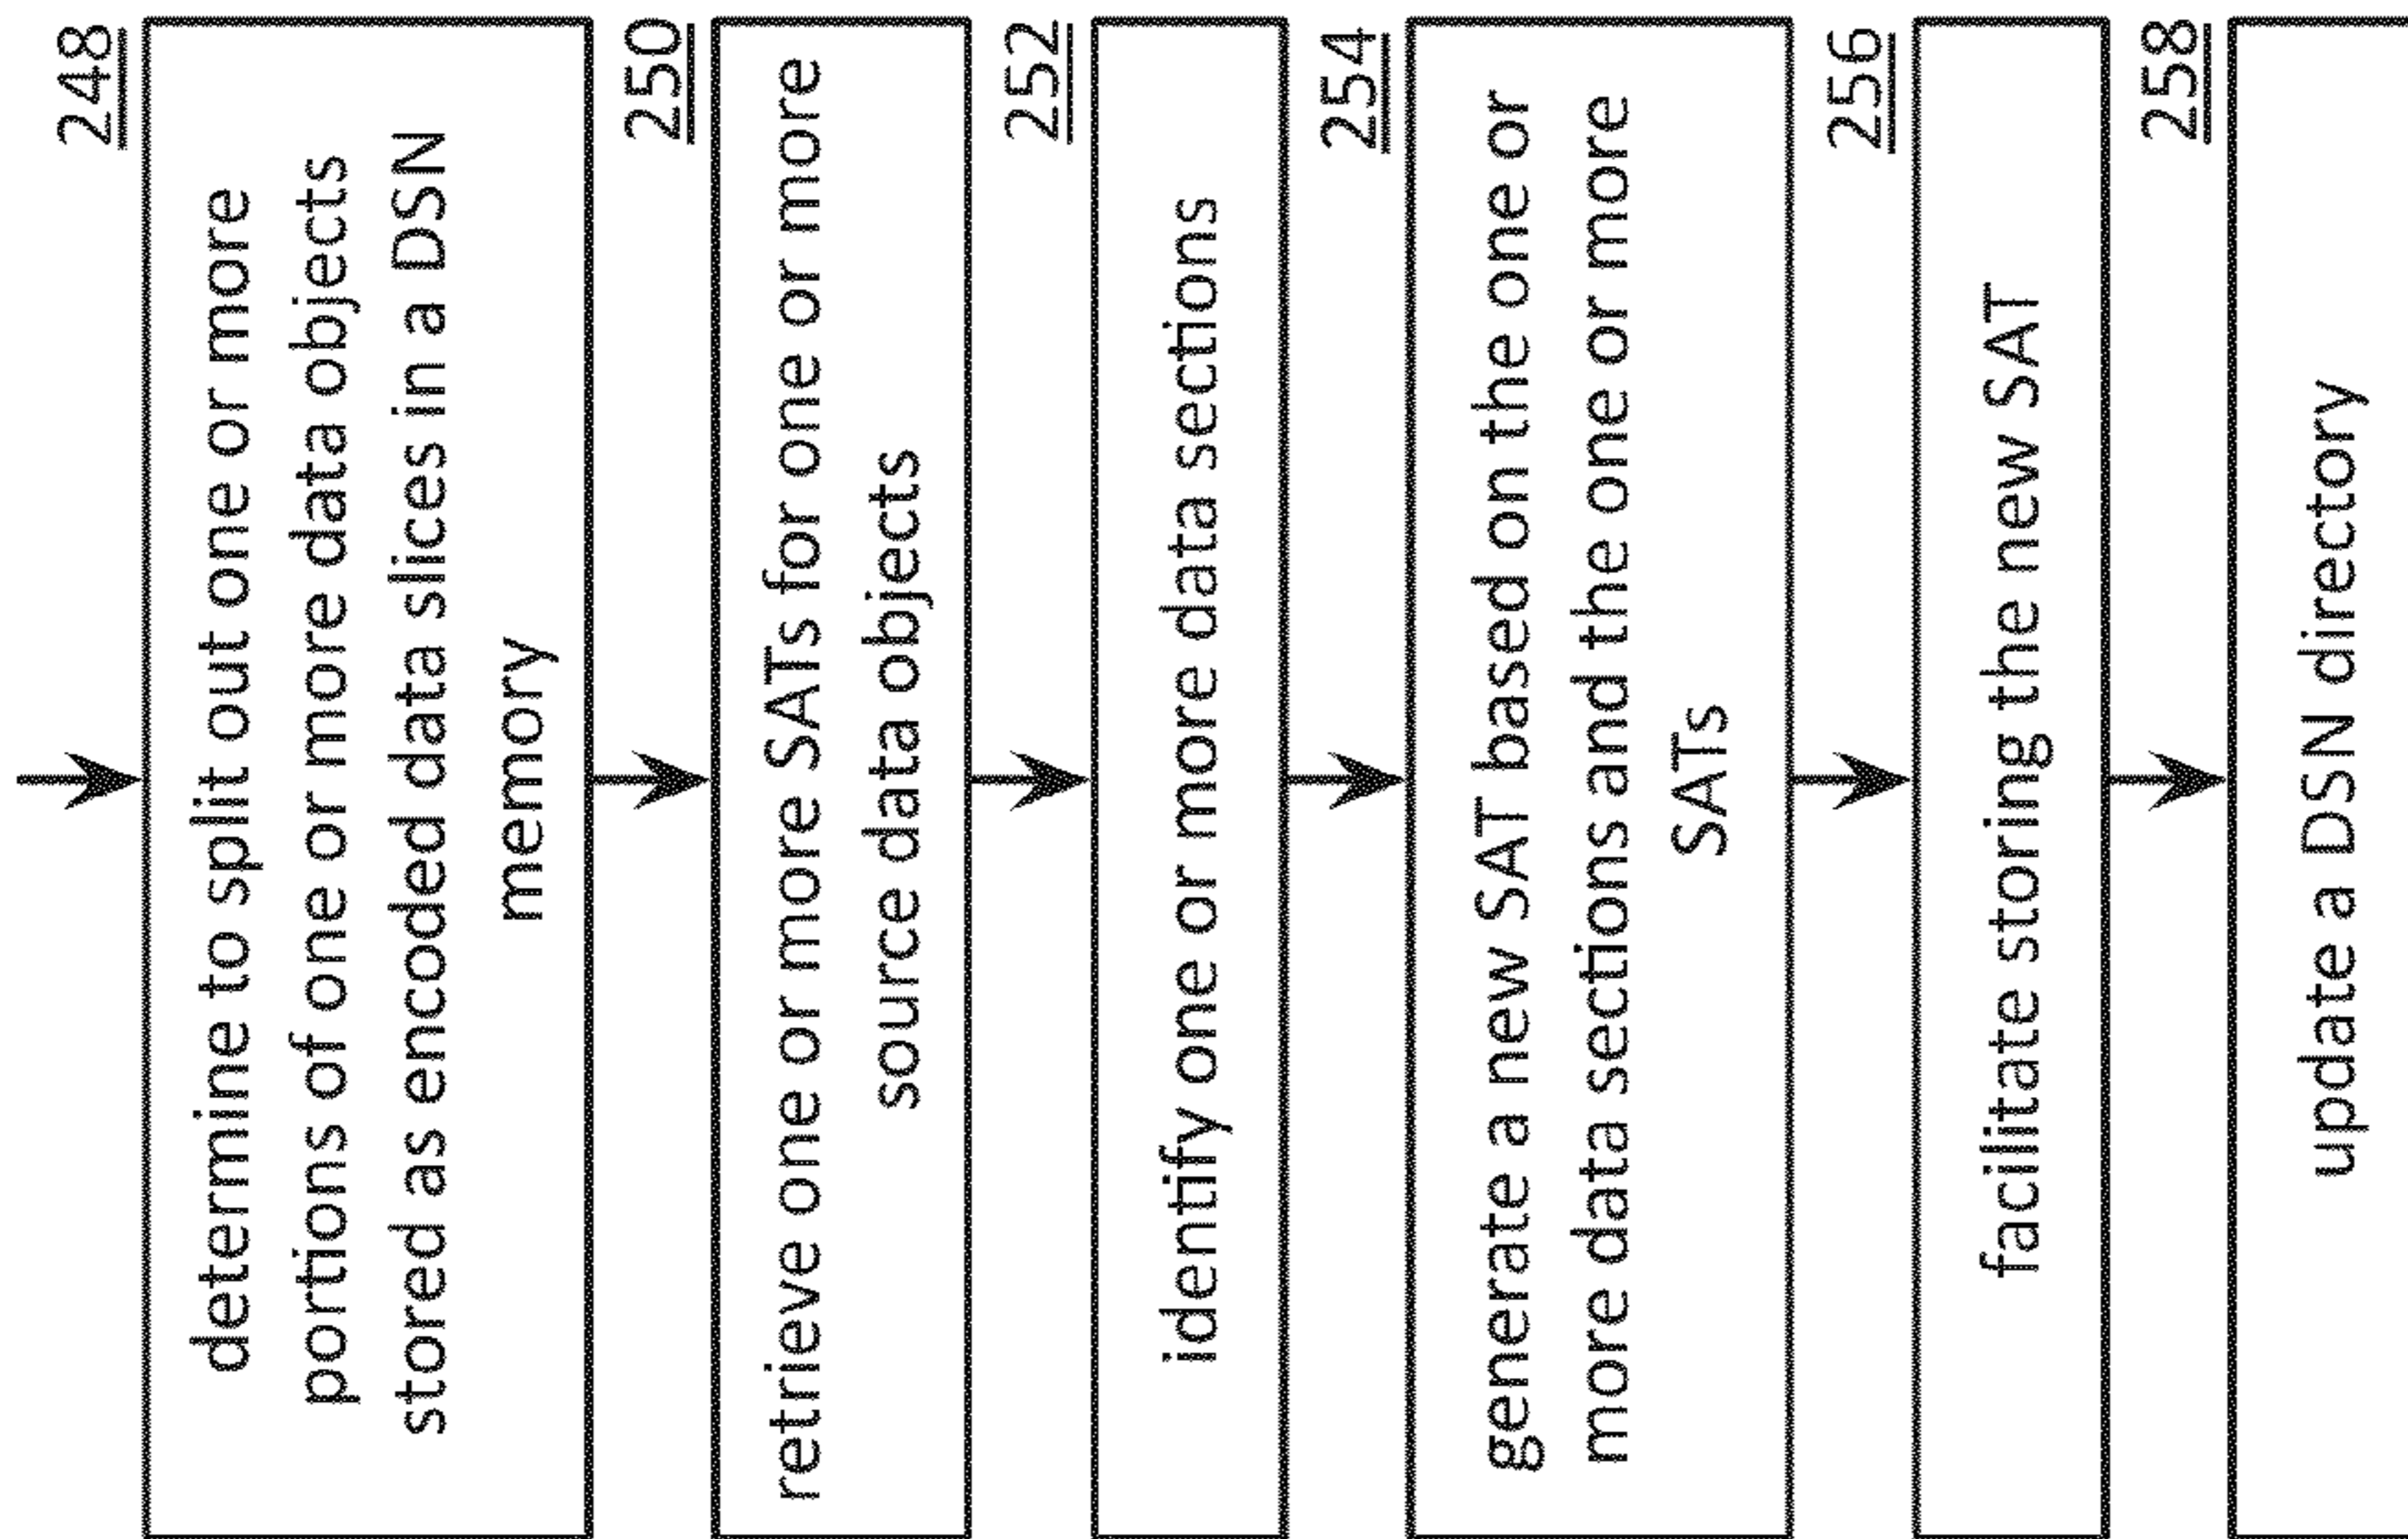 248
determine to split out one or more
portions of one or more data objects
stored as encoded data slices in a DSN
memory
250
retrieve one or more SATs for one or more
source data objects
252
identify one or more data sections
254
generate a new SAT based on the one or
more data sections and the one or more
SATs
256
facilitate storing the new SAT
258
update a DSN directory